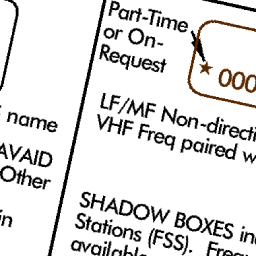 Part-Time
or On-
Request
000
LF/MF Non-directi
VHF Freq paired w
name
AVAID
Other
in
SHADOW BOXES in
Stations (FSS). Freq
available